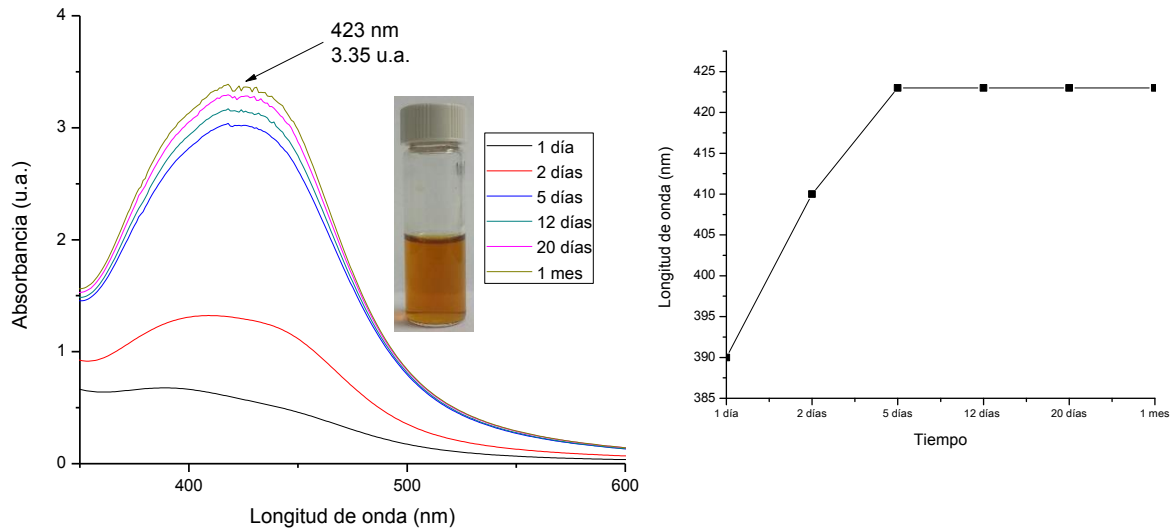 4
3
2
1
0
Absorbancia (u.a.)
400
500
600
Longitud de onda (nm)
423 nm
3.35 u.a.
1 día
2 días
5 días
12 días
20 días
1 mes
425
420
415
410
405
400
395
390
385
Longitud de onda (nm)
1 día
2 días
5 días
12 días
20 días
1 mes
Tiempo